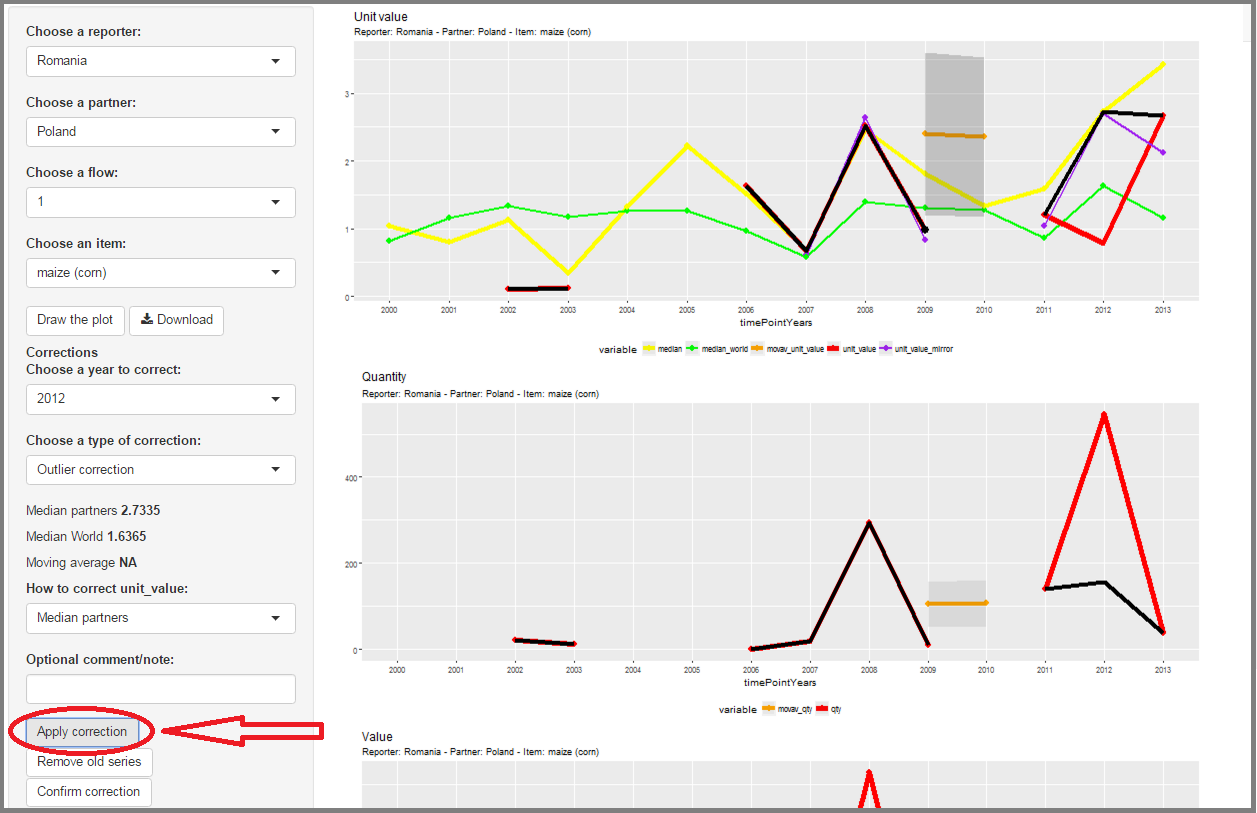 Choose a reporter:
Romania
Choose a partner:
Poland
Choose a flow:
1
Choose an item:
maize (corn)
Draw the plot
Download
Corrections
Choose a year to correct:
2012
Choose a type of correction:
Outlier correction
Median partners 2.7335
Median World 1.6365
Moving average NA
How to correct unit_value:
Median partners
Optional comment/note:
Apply correction
Remove old series
Confirm correction
Unit value
Reporter: Romania - Partner: Poland - Item: maize (corn)
3
2
1
0
2000 2001 2002 2003 2004 2005 2006 2007 2008 2009 2010 2011 2012 2013
timePointYears
variable median median_world movav_unit_value unit_value unit_value_mirror
Quantity
Reporter: Romania - Partner: Poland - Item: maize (corn)
400
200
0
2000 2001 2002 2003 2004 2005 2006 2007 2008 2009 2010 2011 2012 2013
timePointYears
variable movav_qty qty
Value
Reporter: Romania - Partner: Poland - Item: maize (corn)